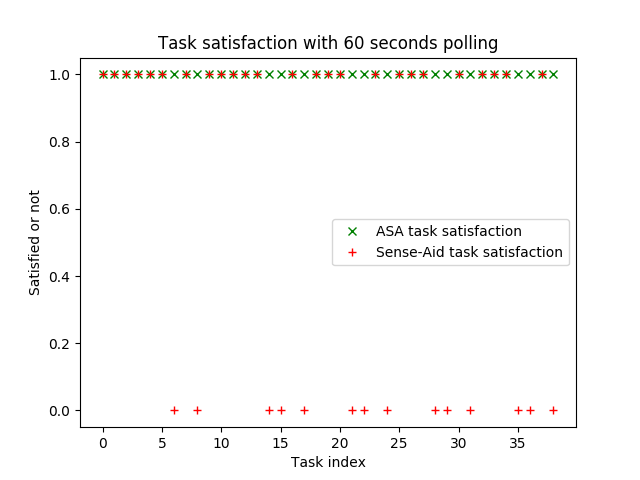 Task satisfaction with 60 seconds polling
1.0
0.8
0.6
0.4
0.2
0.0
Satisfied or not
ASA task satisfaction
Sense-Aid task satisfaction
0 5 10 15 20 25 30 35
Task index